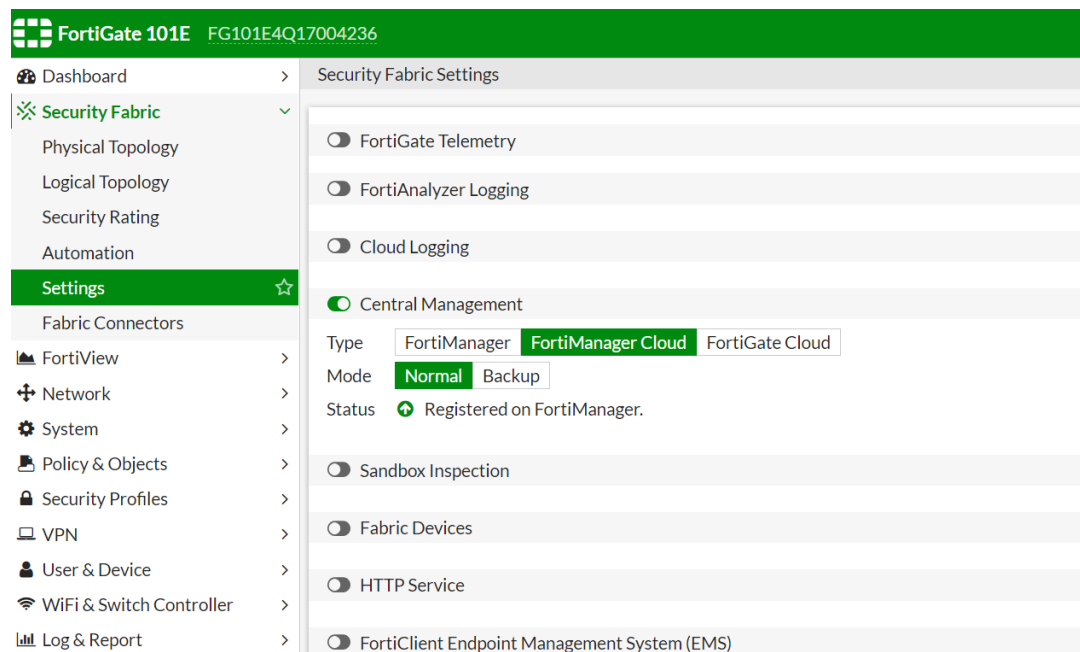 FortiGate 101E FG101E4Q17004236
Dashboard
Security Fabric
Physical Topology
Logical Topology
Security Rating
Automation
Settings
Fabric Connectors
FortiView
Network
System
Policy & Objects
Security Profiles
VPN
User & Device
WiFi & Switch Controller
Log & Report
Security Fabric Settings
FortiGate Telemetry
FortiAnalyzer Logging
Cloud Logging
Central Management
Type FortiManager FortiManager Cloud FortiGate Cloud
Mode Normal Backup
Status Registered on FortiManager.
Sandbox Inspection
Fabric Devices
HTTP Service
FortiClient Endpoint Management System (EMS)